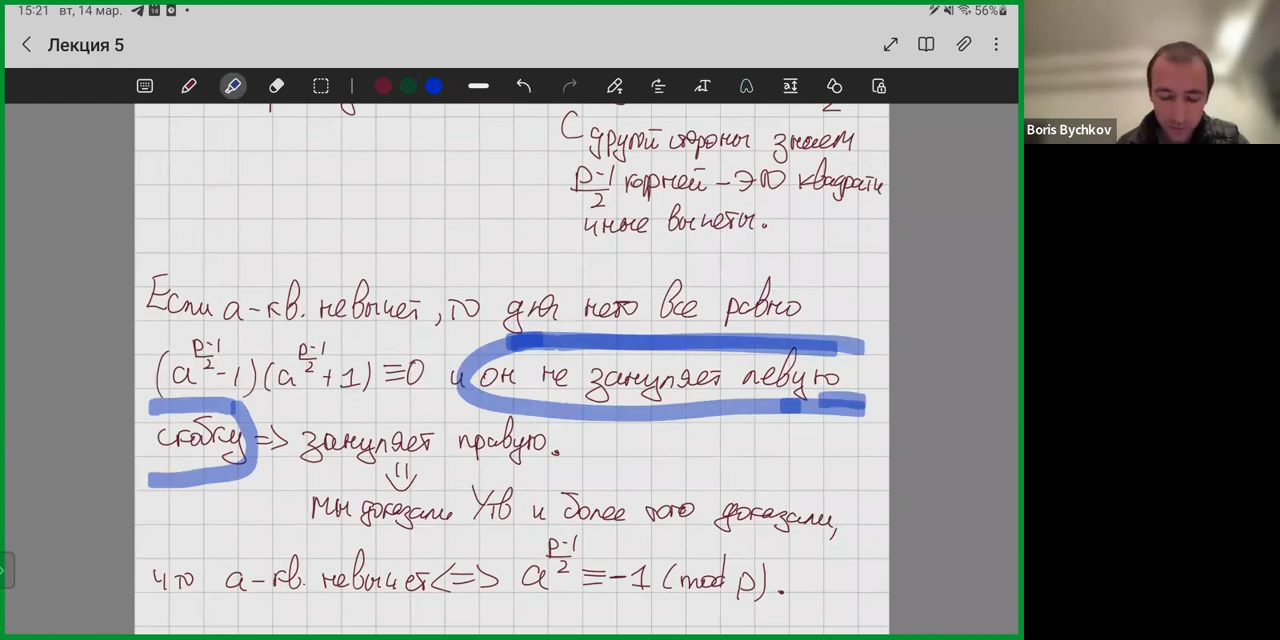 15:21 вт, 14 мар. 56%
Лекция 5
Boris Bychkov
С другой стороны знаем
p-1/2 корней – это квадрати
чные вычеты.
Если a-кв. невычет, то для него все равно
(a^(p-1)/2 -1)(a^(p-1)/2 +1) ≡0 и он не зануляет левую
скобку => зануляет правую.
⇓
Мы доказали Утв и более того доказали,
что a-кв. невычет <=> a^(p-1)/2 ≡ -1 (mod p).